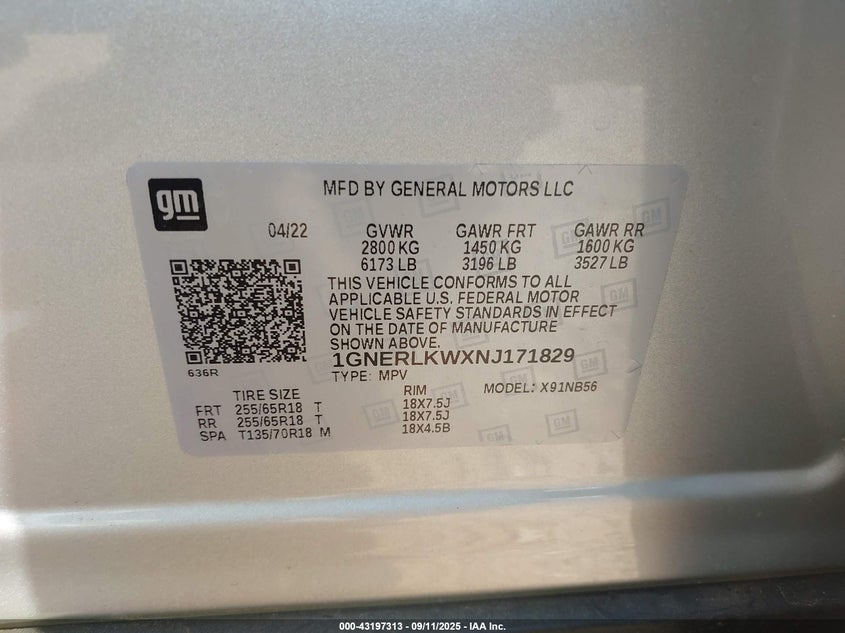 gm
MFD BY GENERAL MOTORS LLC
04/22 GVWR GAWR FRT GAWR RR
2800 KG 1450 KG 1600 KG
6173 LB 3196 LB 3527 LB
THIS VEHICLE CONFORMS TO ALL
APPLICABLE U.S. FEDERAL MOTOR
VEHICLE SAFETY STANDARDS IN EFFECT
ON THE DATE OF MANUFACTURE
SHOWN ABOVE.
1GNERLKWXNJ171829
636R
TYPE: MPV MODEL: X91NB56
TIRE SIZE RIM
FRT 255/65R18 T 18X7.5J
RR 255/65R18 T 18X7.5J
SPA T135/70R18 M 18X4.5B
000-43197313 - 09/11/2025 - IAA Inc.